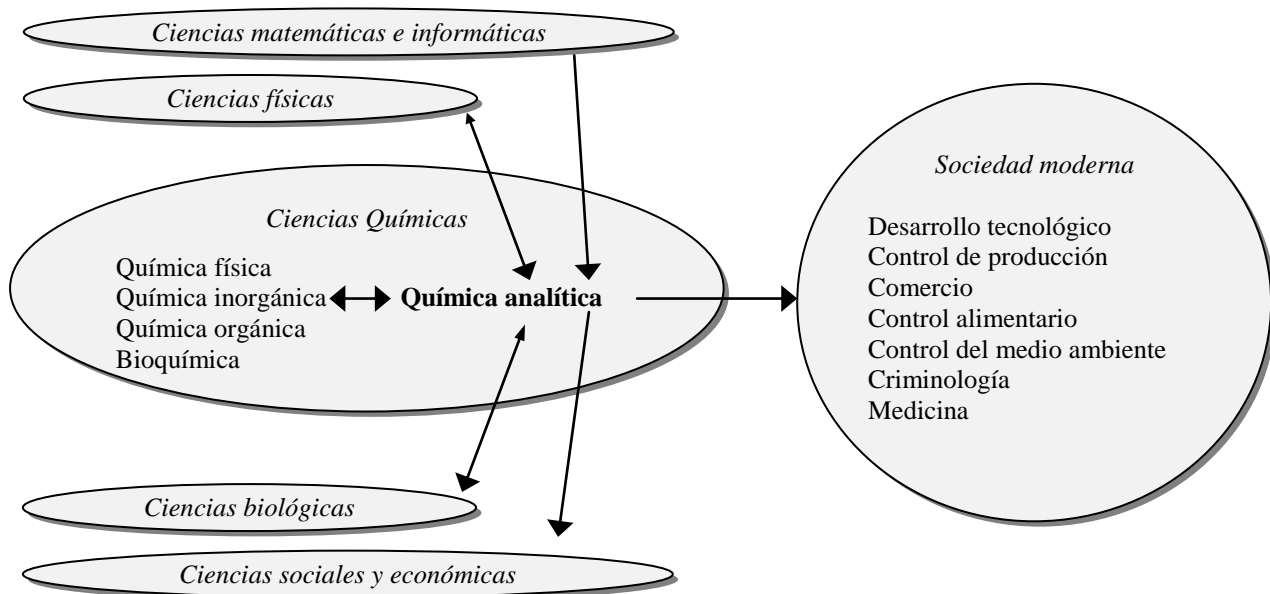 Ciencias matemáticas e informáticas
Ciencias físicas
Ciencias Químicas
Química física
Química inorgánica
Química orgánica
Bioquímica
Química analítica
Ciencias biológicas
Ciencias sociales y económicas
Sociedad moderna
Desarrollo tecnológico
Control de producción
Comercio
Control alimentario
Control del medio ambiente
Criminología
Medicina